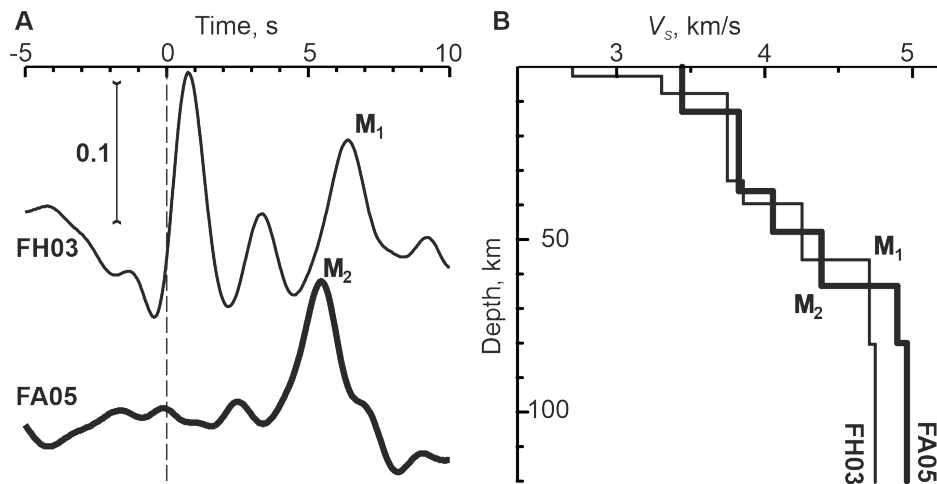 A
Time, s
-5 0 5 10
0.1
M1
FH03
M2
FA05
B
VS, km/s
3 4 5
50
100
Depth, km
M1
M2
FH03
FA05